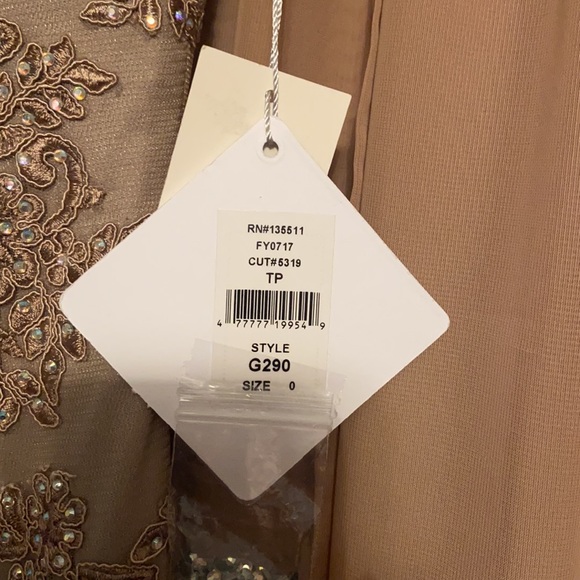 RN#135511
FY0717
CUT#5319
TP
4 77777 19954 9
STYLE
G290
SIZE 0